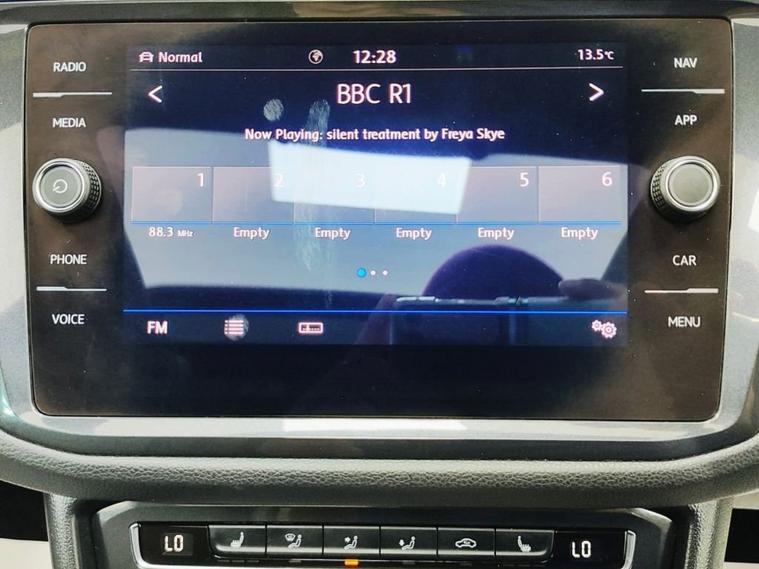 RADIO
MEDIA
PHONE
VOICE
Normal 12:28 13.5°C
BBC R1
Now Playing: silent treatment by Freya Skye
1 2 3 4 5 6
88.3 MHz Empty Empty Empty Empty Empty
FM
NAV
APP
CAR
MENU
LO LO